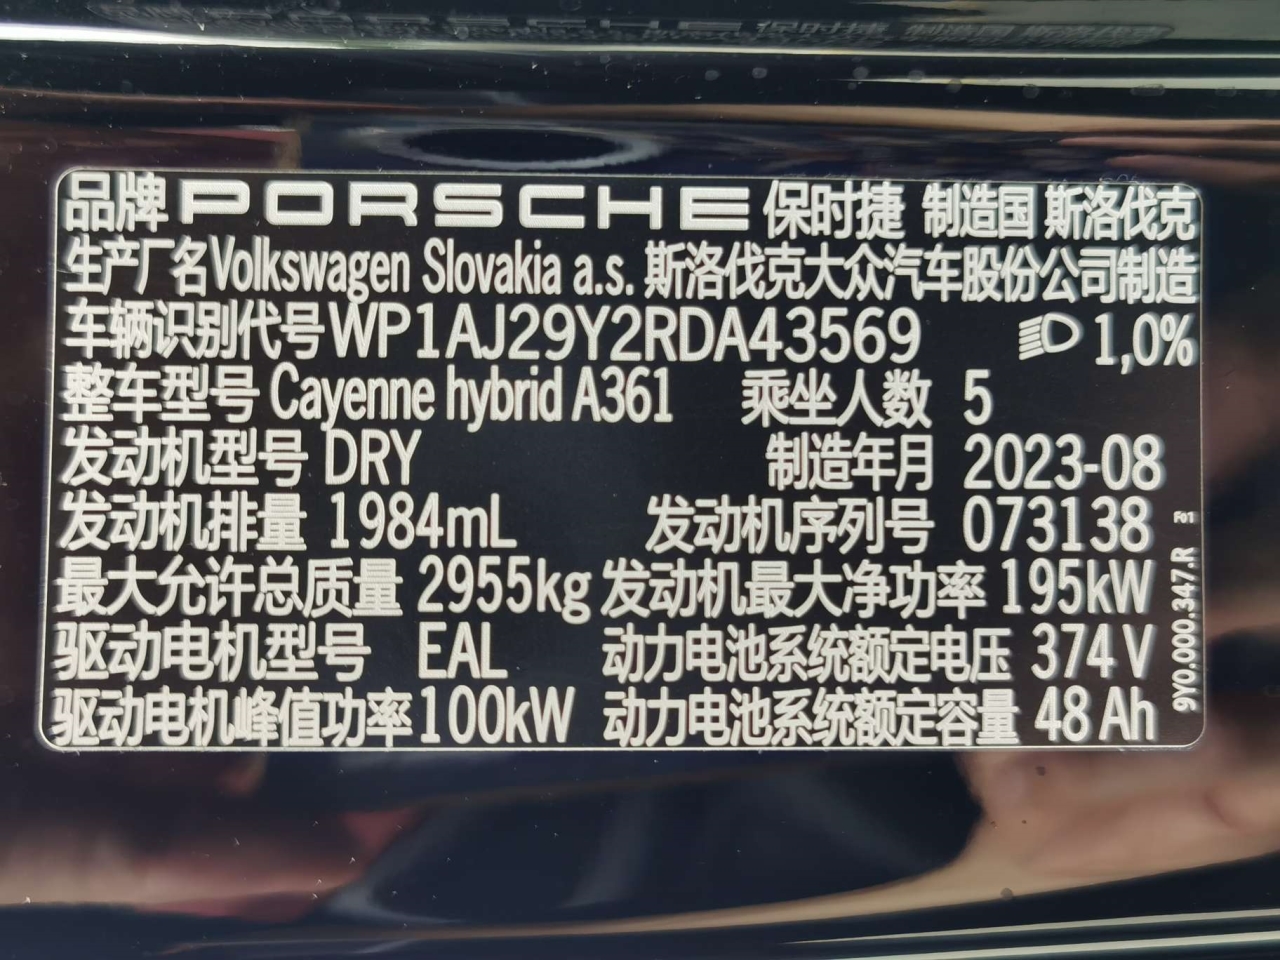 品牌 PORSCHE 保时捷 制造国 斯洛伐克
生产厂名Volkswagen Slovakia a.s. 斯洛伐克大众汽车股份公司制造
车辆识别代号WP1AJ29Y2RDA43569 1,0%
整车型号 Cayenne hybrid A361 乘坐人数 5
发动机型号 DRY 制造年月 2023-08
发动机排量 1984mL 发动机序列号 073138
最大允许总质量 2955kg 发动机最大净功率 195kW
驱动电机型号 EAL 动力电池系统额定电压 374 V
驱动电机峰值功率100kW 动力电池系统额定容量 48 Ah
9Y0.000.347.R F01